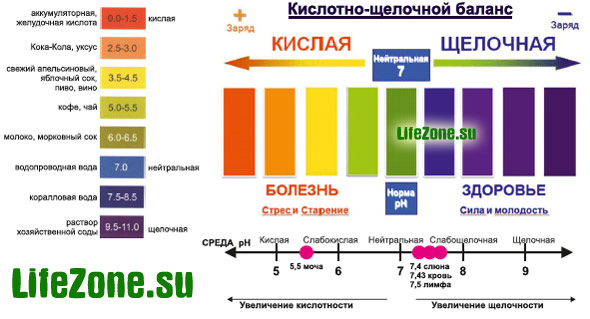 Кислотно-щелочной баланс
аккумуляторная,
желудочная кислота
0.0-1.5
кислая
Кока-Кола, уксус
2.5-3.0
свежий апельсиновый,
яблочный сок,
пиво, вино
3.5-4.5
кофе, чай
5.0-5.5
молоко, морковный сок
6.0-6.5
водопроводная вода
7.0
нейтральная
коралловая вода
7.5-8.5
раствор
хозяйственной соды
9.5-11.0
щелочная
LifeZone.su
+
Заряд
–
Заряд
КИСЛАЯ
Нейтральная
7
ЩЕЛОЧНАЯ
LifeZone.su
БОЛЕЗНЬ
Стрес и Старение
Норма
pH
ЗДОРОВЬЕ
Сила и молодость
СРЕДА pH
Кислая
Слабокислая
Нейтральная
Слабощелочная
Щелочная
5
6
7
8
9
5,5 моча
7,4 слюна
7,43 кровь
7,5 лимфа
Увеличение кислотности
Увеличение щелочности